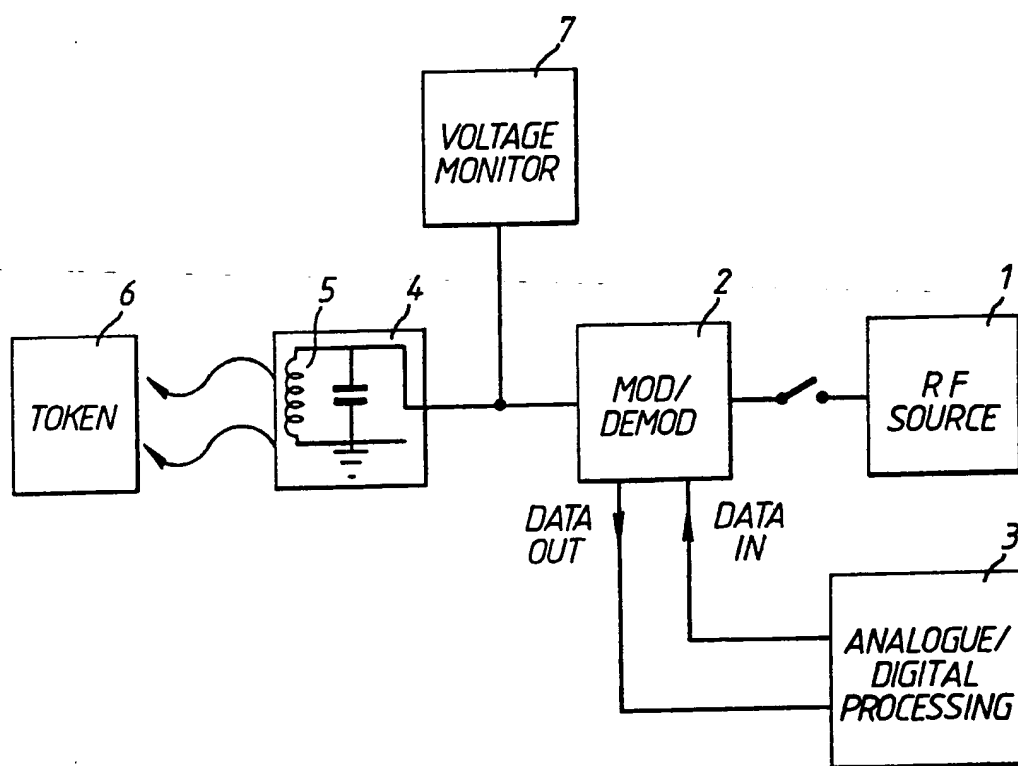 7
VOLTAGE
MONITOR
6
TOKEN
5
4
2
MOD/
DEMOD
1
RF
SOURCE
DATA
OUT
DATA
IN
3
ANALOGUE/
DIGITAL
PROCESSING